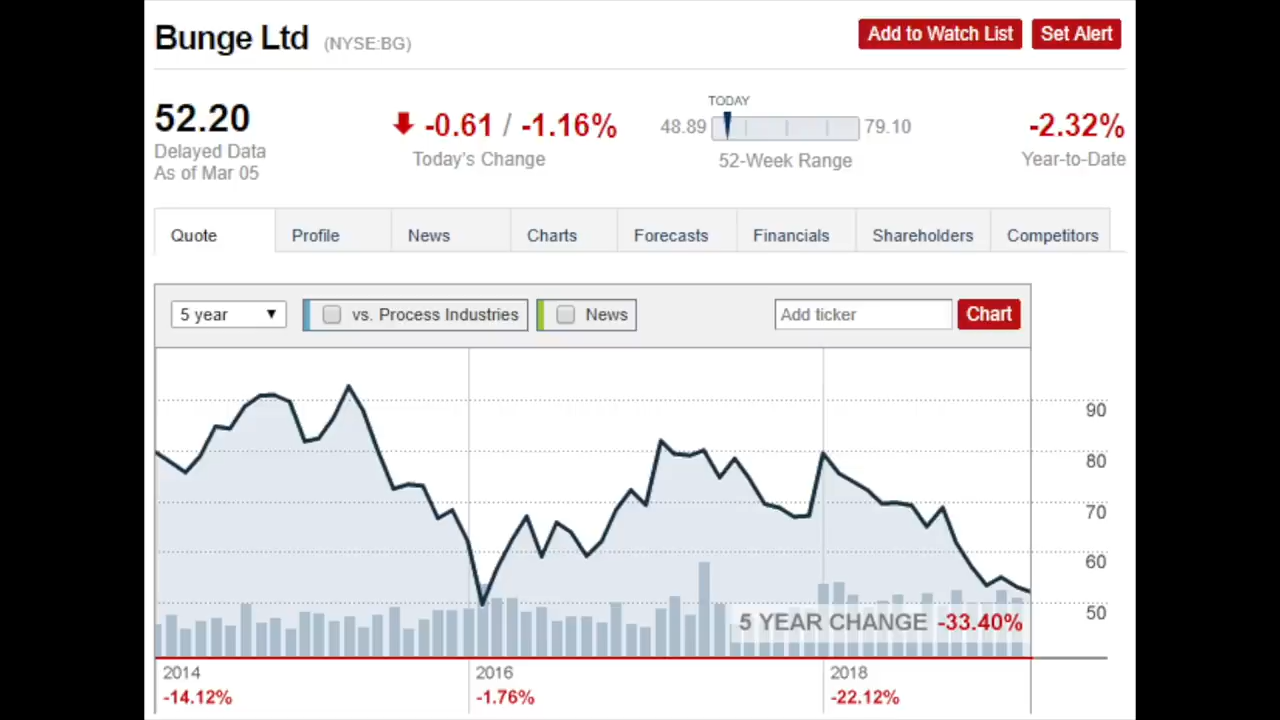 Bunge Ltd (NYSE:BG)
Add to Watch List Set Alert
TODAY
52.20 -0.61 / -1.16% 48.89 79.10 -2.32%
Delayed Data Today's Change 52-Week Range Year-to-Date
As of Mar 05
Quote Profile News Charts Forecasts Financials Shareholders Competitors
5 year vs. Process Industries News Add ticker Chart
90
80
70
60
50
5 YEAR CHANGE -33.40%
2014 2016 2018
-14.12% -1.76% -22.12%